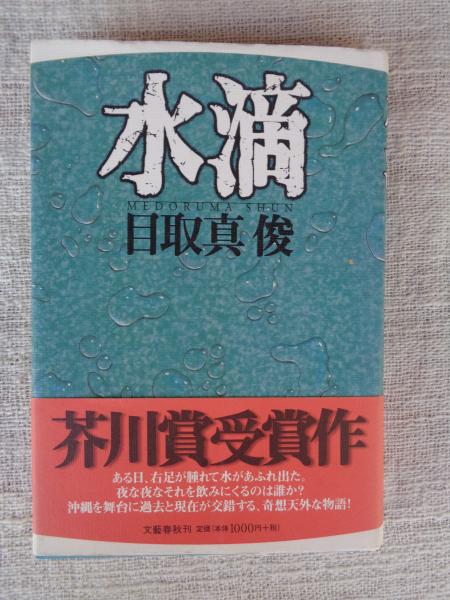 水滴
MEDORUMA SHUN
目取真 俊
芥川賞受賞作
ある日、右足が腫れて水があふれ出た。
夜な夜なそれを飲みにくるのは誰か?
沖縄を舞台に過去と現在が交錯する、奇想天外な物語!
文藝春秋刊 定価(本体1000円+税)